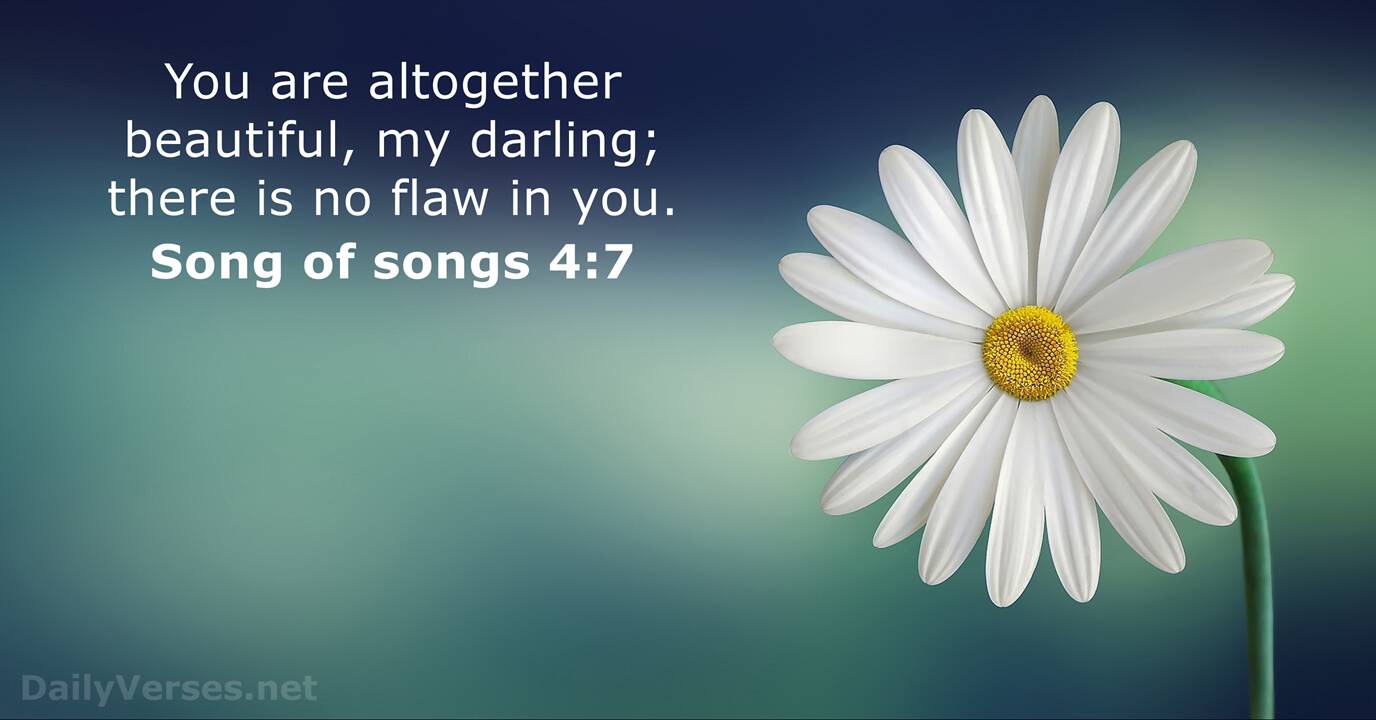 You are altogether
beautiful, my darling;
there is no flaw in you.
Song of songs 4:7
DailyVerses.net